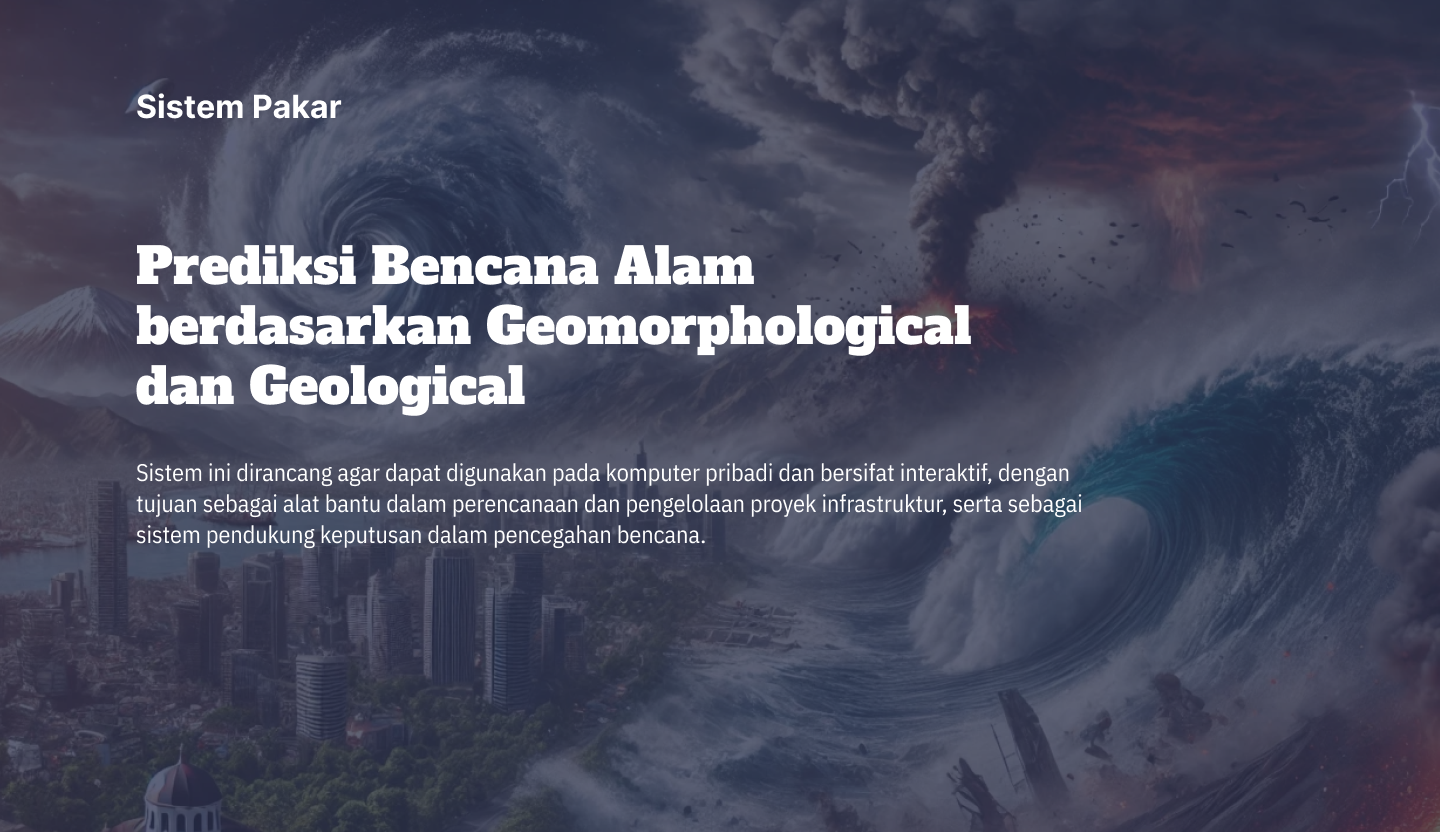 Sistem Pakar
Prediksi Bencana Alam
berdasarkan Geomorphological
dan Geological
Sistem ini dirancang agar dapat digunakan pada komputer pribadi dan bersifat interaktif, dengan
tujuan sebagai alat bantu dalam perencanaan dan pengelolaan proyek infrastruktur, serta sebagai
sistem pendukung keputusan dalam pencegahan bencana.